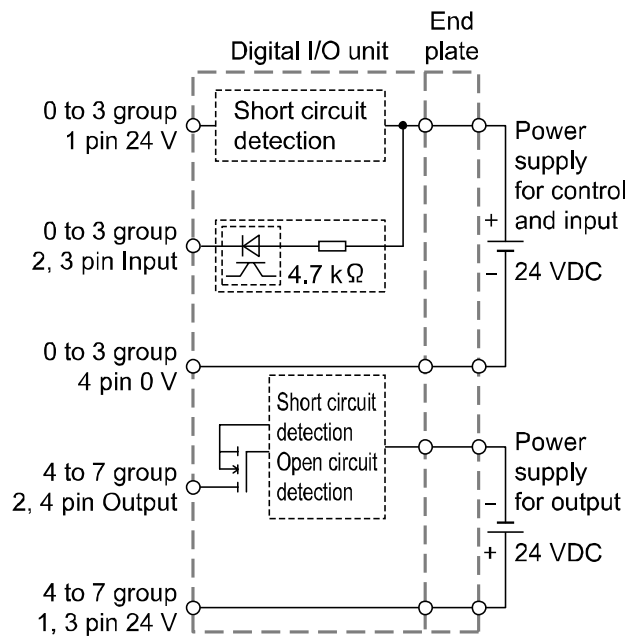 Digital I/O unit
End
plate
0 to 3 group
1 pin 24 V
Short circuit
detection
Power
supply
for control
and input
+
−
24 VDC
0 to 3 group
2, 3 pin Input
4.7 k Ω
0 to 3 group
4 pin 0 V
Short circuit
detection
Open circuit
detection
4 to 7 group
2, 4 pin Output
Power
supply
for output
−
+
24 VDC
4 to 7 group
1, 3 pin 24 V